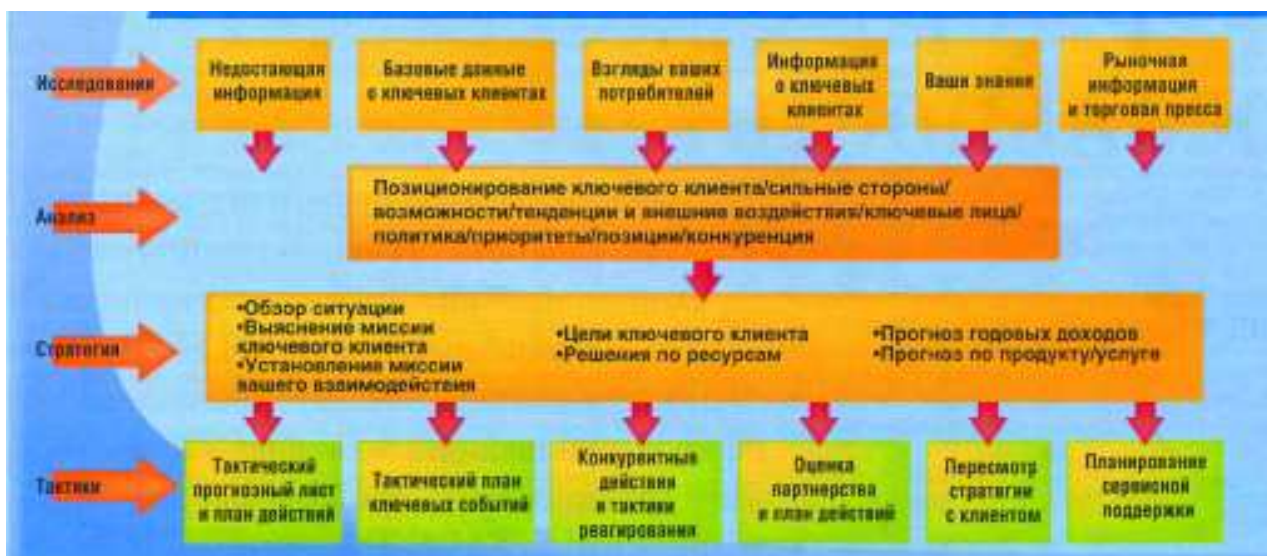 Исследования
Недостающая
информация
Базовые данные
о ключевых клиентах
Взгляды ваших
потребителей
Информация
о ключевых
клиентах
Ваши знания
Рыночная
информация
и торговая пресса
Анализ
Позиционирование ключевого клиента/сильные стороны/
возможности/тенденции и внешние воздействия/ключевые лица/
политика/приоритеты/позиции/конкуренция
Стратегия
•Обзор ситуации
•Выяснение миссии
ключевого клиента
•Установление миссии
вашего взаимодействия
•Цели ключевого клиента
•Решения по ресурсам
•Прогноз годовых доходов
•Прогноз по продукту/услуге
Тактики
Тактический
прогнозный лист
и план действий
Тактический план
ключевых событий
Конкурентные
действия
и тактики
реагирования
Оценка
партнерства
и план действий
Пересмотр
стратегии
с клиентом
Планирование
сервисной
поддержки